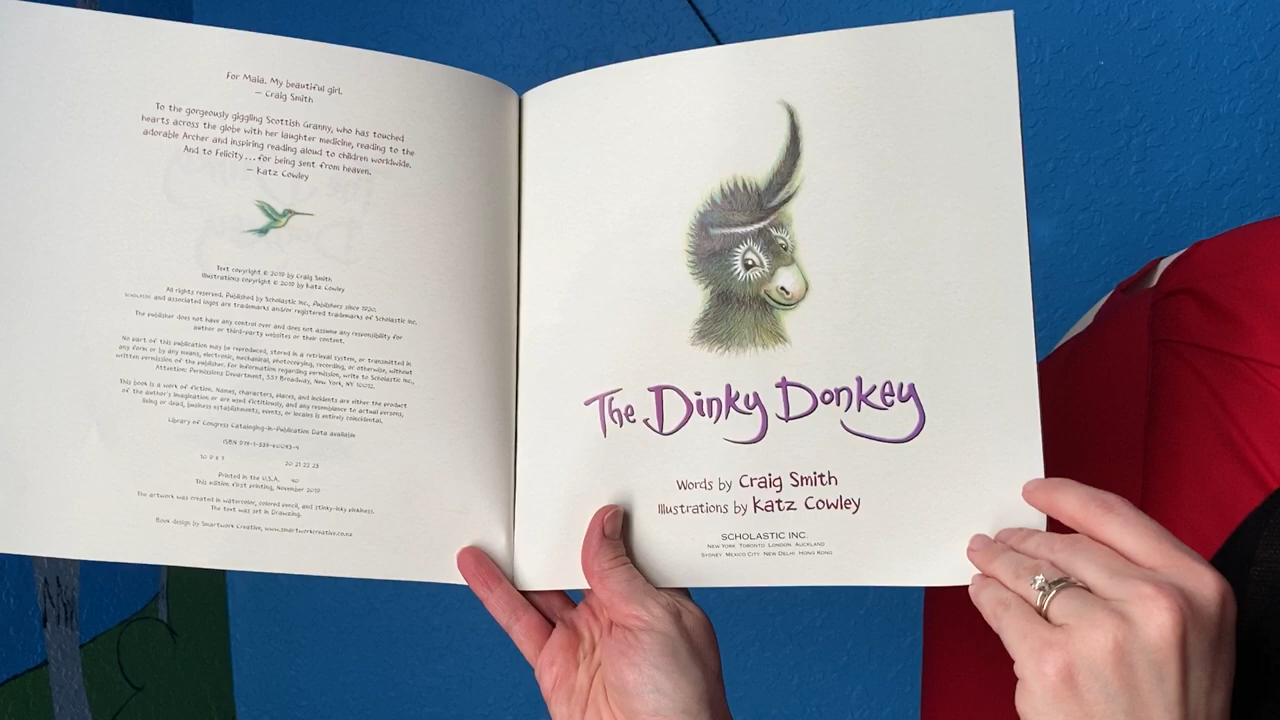 For Maia. My beautiful girl.
— Craig Smith
To the gorgeously giggling Scottish Granny, who has touched
hearts across the globe with her laughter medicine, reading to the
adorable Archer and inspiring reading aloud to children worldwide.
And to Felicity...for being sent from heaven.
— Katz Cowley
Text copyright © 2019 by Craig Smith
Illustrations copyright © 2019 by Katz Cowley
All rights reserved. Published by Scholastic Inc., Publishers since 1920.
SCHOLASTIC and associated logos are trademarks and/or registered trademarks of Scholastic Inc.
The publisher does not have any control over and does not assume any responsibility for
author or third-party websites or their content.
No part of this publication may be reproduced, stored in a retrieval system, or transmitted in
any form or by any means, electronic, mechanical, photocopying, recording, or otherwise, without
written permission of the publisher. For information regarding permission, write to Scholastic Inc.,
Attention: Permissions Department, 557 Broadway, New York, NY 10012.
This book is a work of fiction. Names, characters, places, and incidents are either the product
of the author's imagination or are used fictitiously, and any resemblance to actual persons,
living or dead, business establishments, events, or locales is entirely coincidental.
Library of Congress Cataloging-in-Publication Data available
ISBN
20 21 22 23
Printed in the U.S.A. 40
This edition first printing, November 2019
The artwork was created in watercolor, colored pencil, and stinky-inky pinkiness.
The text was set in Drawzing.
Book design by Smartwork Creative, www.smartworkcreative.co.nz
The Dinky Donkey
Words by Craig Smith
Illustrations by Katz Cowley
SCHOLASTIC INC.
NEW YORK TORONTO LONDON AUCKLAND
SYDNEY MEXICO CITY NEW DELHI HONG KONG